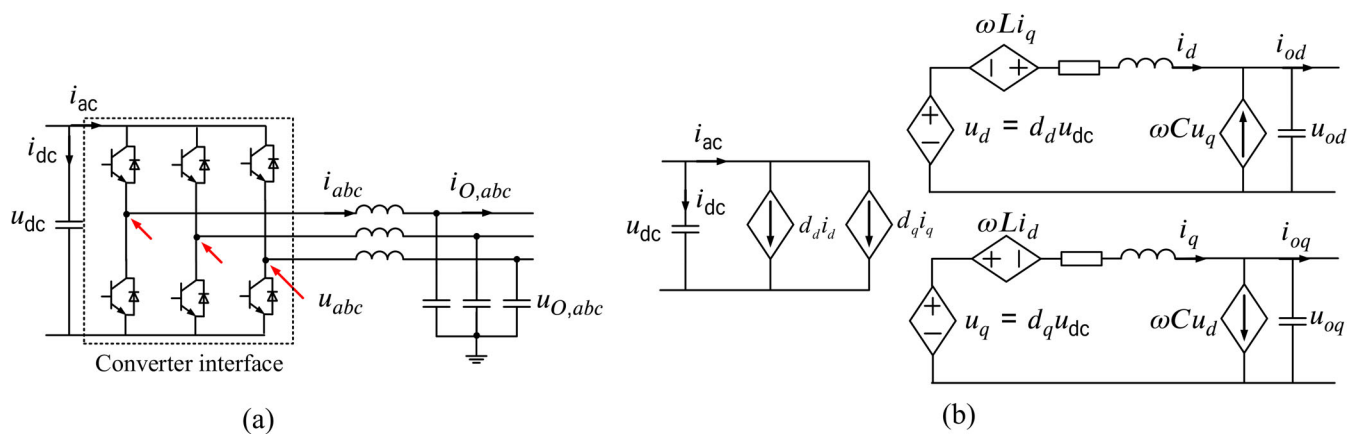 i_ac
i_dc
u_dc
i_abc
i_O,abc
u_abc
u_O,abc
Converter interface
(a)
i_ac
i_dc
u_dc
d_d i_d
d_q i_q
ωLi_q
i_d
i_od
+
−
u_d = d_d u_dc
ωCu_q
u_od
ωLi_d
i_q
i_oq
+
−
u_q = d_q u_dc
ωCu_d
u_oq
(b)